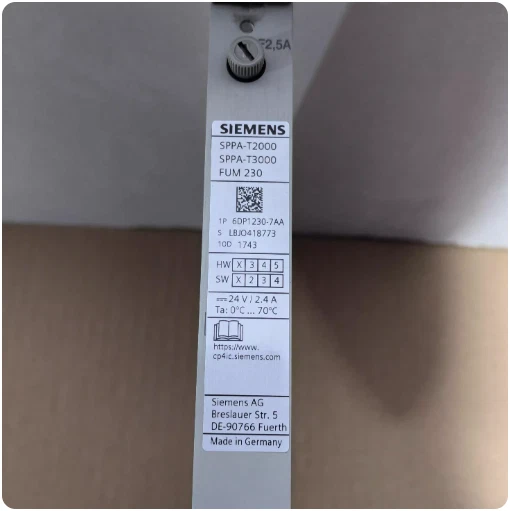 F2,5A
SIEMENS
SPPA-T2000
SPPA-T3000
FUM 230
1P 6DP1230-7AA
S LBJO418773
10D 1743
HW X 3 4 5
SW X 2 3 4
⎓ 24 V / 2.4 A
Ta: 0°C ... 70°C
https://www.
cp4ic.siemens.com
Siemens AG
Breslauer Str. 5
DE-90766 Fuerth
Made in Germany